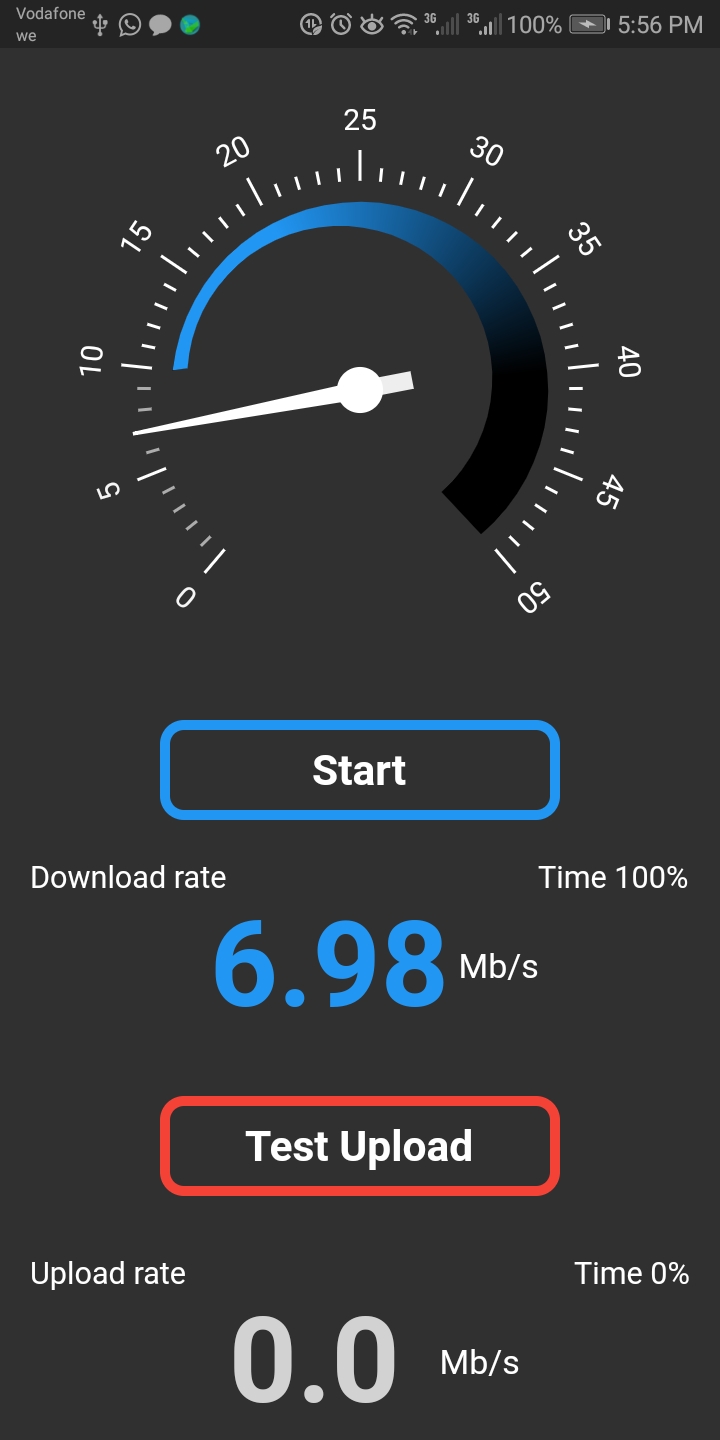 Vodafone
we
3G 3G 100% 5:56 PM
25
20 30
15 35
10 40
5 45
0 50
Start
Download rate Time 100%
6.98 Mb/s
Test Upload
Upload rate Time 0%
0.0 Mb/s